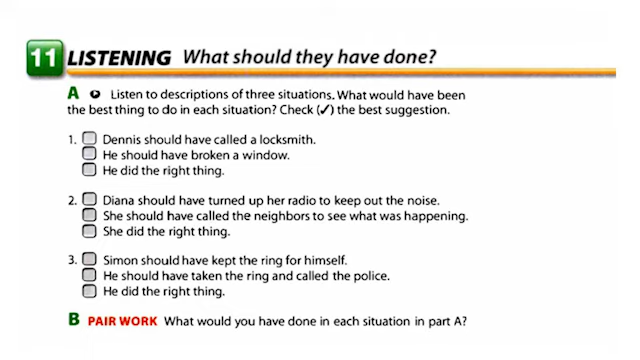 11 LISTENING What should they have done?
A Listen to descriptions of three situations. What would have been
the best thing to do in each situation? Check (✓) the best suggestion.
1. Dennis should have called a locksmith.
He should have broken a window.
He did the right thing.
2. Diana should have turned up her radio to keep out the noise.
She should have called the neighbors to see what was happening.
She did the right thing.
3. Simon should have kept the ring for himself.
He should have taken the ring and called the police.
He did the right thing.
B PAIR WORK What would you have done in each situation in part A?